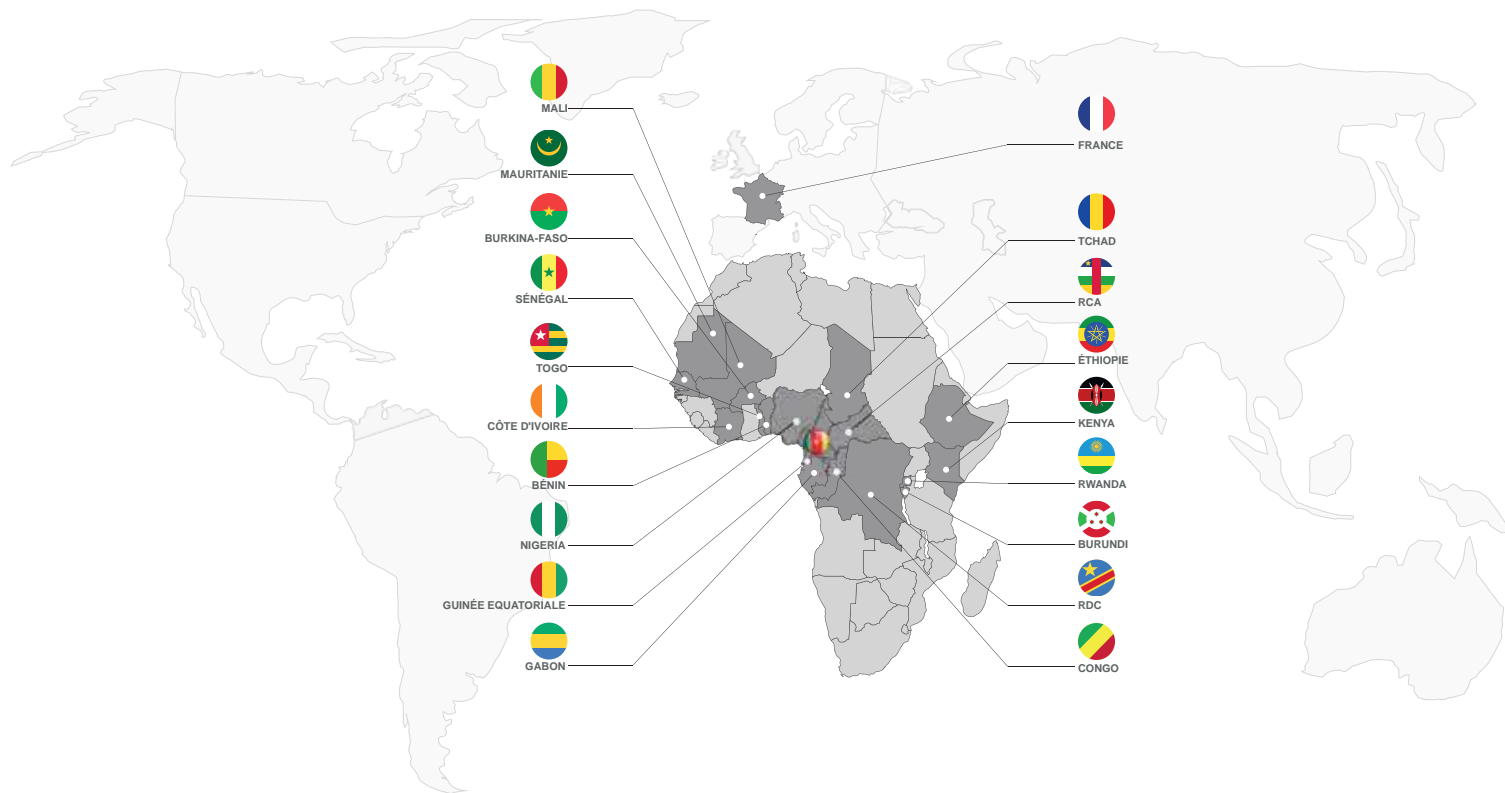 MALI
MAURITANIE
BURKINA-FASO
SÉNÉGAL
TOGO
CÔTE D'IVOIRE
BÉNIN
NIGERIA
GUINÉE EQUATORIALE
GABON
FRANCE
TCHAD
RCA
ÉTHIOPIE
KENYA
RWANDA
BURUNDI
RDC
CONGO